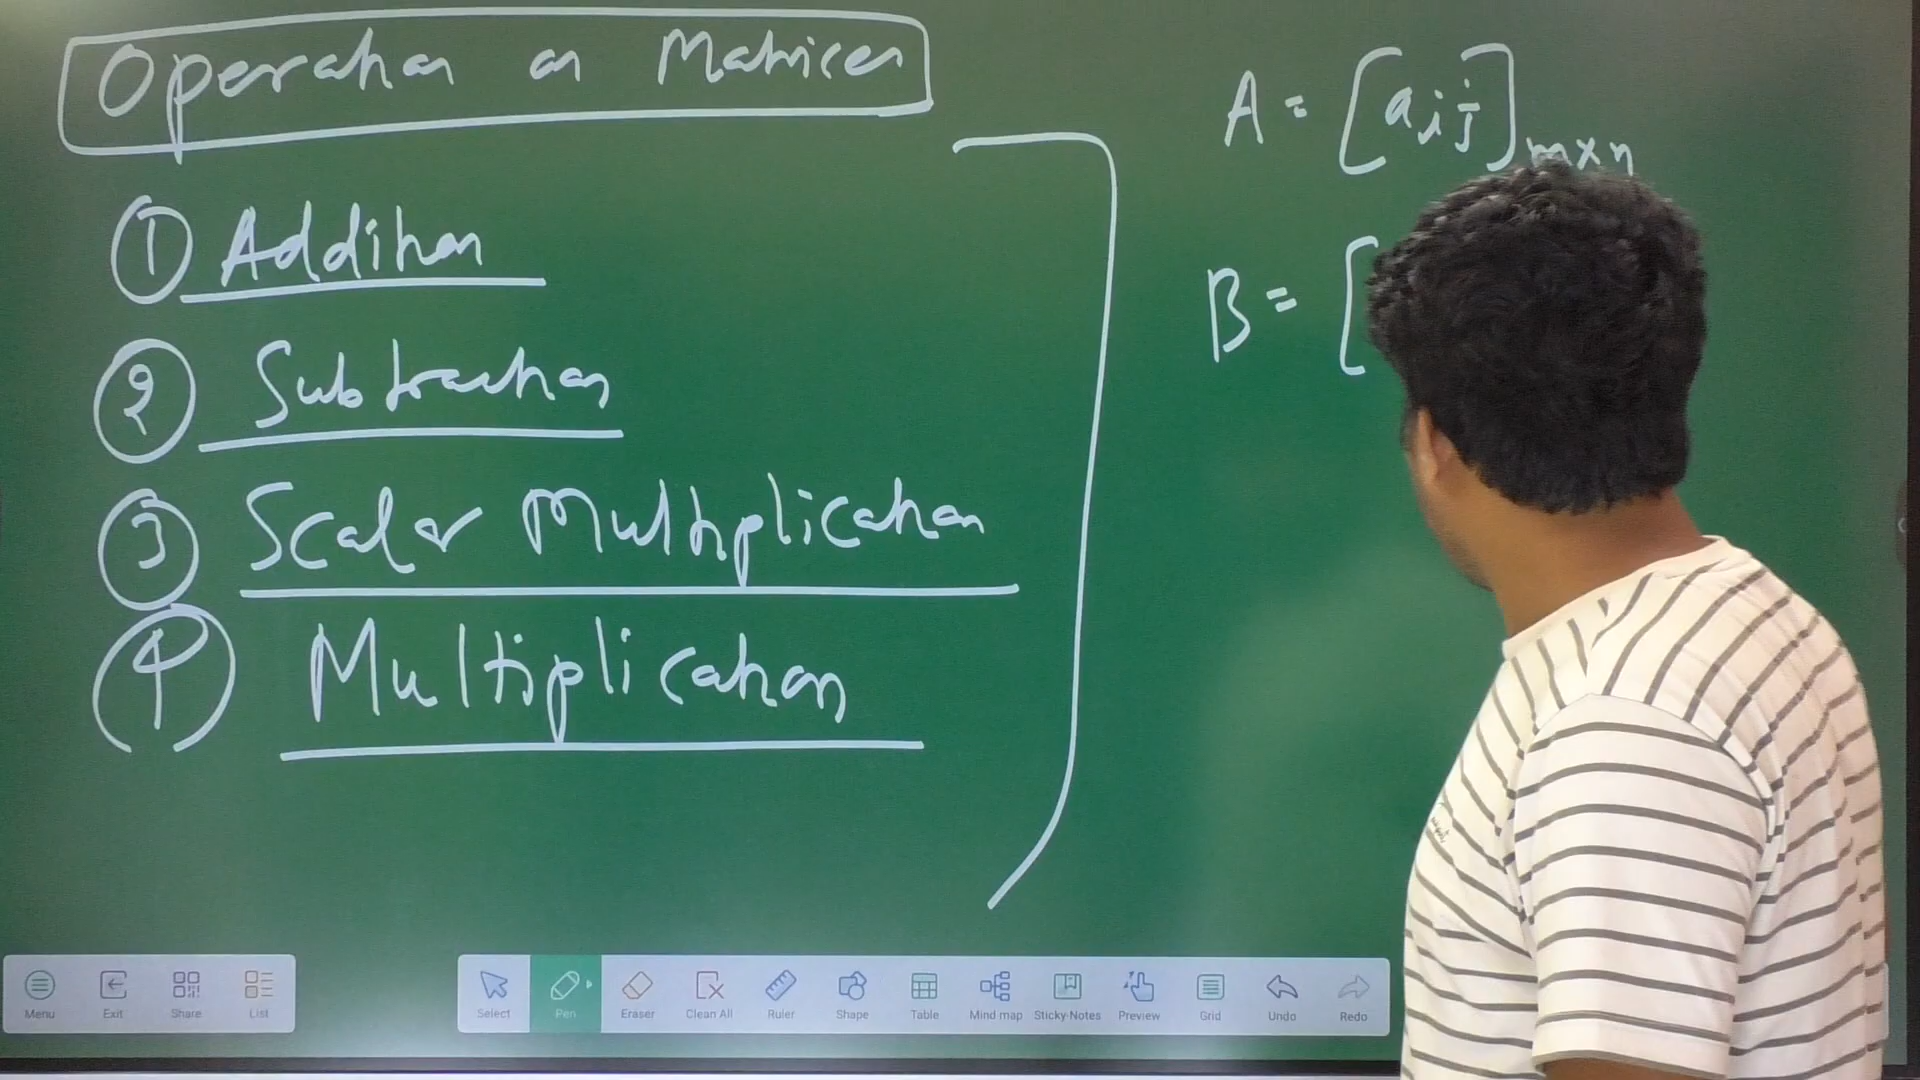 Operation on Matrices
① Addition
② Subtraction
③ Scalar Multiplication
④ Multiplication
A = [aij]m×n
B = [
Menu Exit Share List
Select Pen Eraser Clean All Ruler Shape Table Mind map Sticky Notes Preview Grid Undo Redo